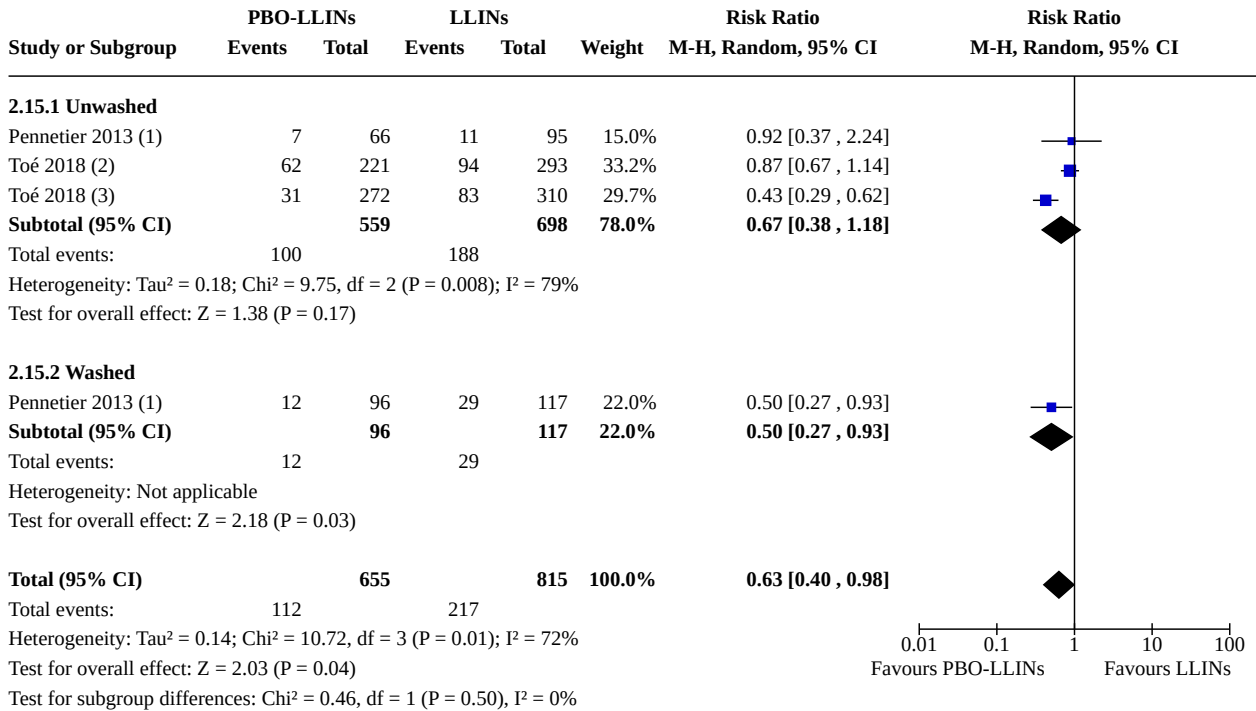 PBO-LLINs LLINs Risk Ratio Risk Ratio
Study or Subgroup Events Total Events Total Weight M-H, Random, 95% CI M-H, Random, 95% CI
2.15.1 Unwashed
Pennetier 2013 (1) 7 66 11 95 15.0% 0.92 [0.37 , 2.24]
Toé 2018 (2) 62 221 94 293 33.2% 0.87 [0.67 , 1.14]
Toé 2018 (3) 31 272 83 310 29.7% 0.43 [0.29 , 0.62]
Subtotal (95% CI) 559 698 78.0% 0.67 [0.38 , 1.18]
Total events: 100 188
Heterogeneity: Tau² = 0.18; Chi² = 9.75, df = 2 (P = 0.008); I² = 79%
Test for overall effect: Z = 1.38 (P = 0.17)
2.15.2 Washed
Pennetier 2013 (1) 12 96 29 117 22.0% 0.50 [0.27 , 0.93]
Subtotal (95% CI) 96 117 22.0% 0.50 [0.27 , 0.93]
Total events: 12 29
Heterogeneity: Not applicable
Test for overall effect: Z = 2.18 (P = 0.03)
Total (95% CI) 655 815 100.0% 0.63 [0.40 , 0.98]
Total events: 112 217
Heterogeneity: Tau² = 0.14; Chi² = 10.72, df = 3 (P = 0.01); I² = 72%
0.01 0.1 1 10 100
Test for overall effect: Z = 2.03 (P = 0.04) Favours PBO-LLINs Favours LLINs
Test for subgroup differences: Chi² = 0.46, df = 1 (P = 0.50), I² = 0%